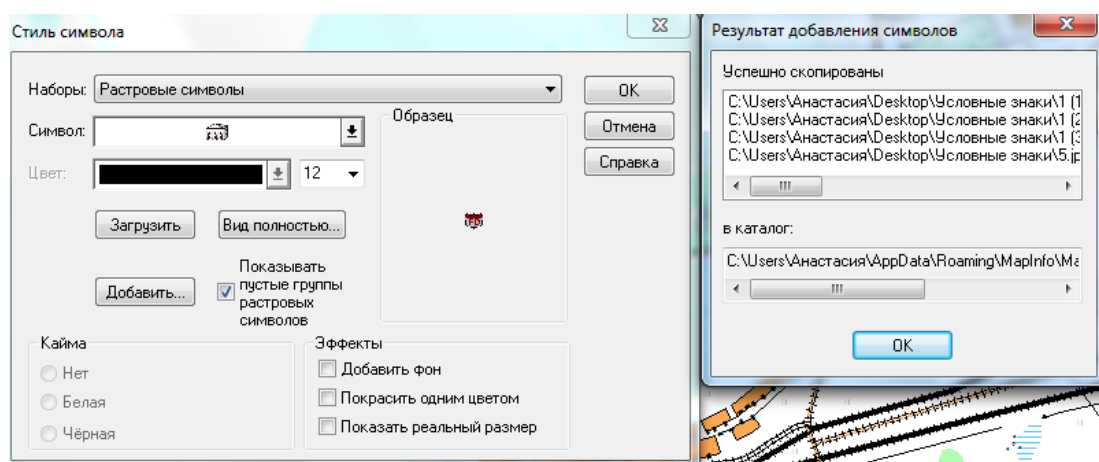 Стиль символа
Наборы: Растровые символы
OK
Символ:
Образец
Отмена
Цвет:
12
Справка
Загрузить
Вид полностью...
Добавить...
Показывать
пустые группы
растровых
символов
Кайма
Нет
Белая
Чёрная
Эффекты
Добавить фон
Покрасить одним цветом
Показать реальный размер
Результат добавления символов
Успешно скопированы
C:\Users\Анастасия\Desktop\Условные знаки\1 (1
C:\Users\Анастасия\Desktop\Условные знаки\1 (2
C:\Users\Анастасия\Desktop\Условные знаки\1 (3
C:\Users\Анастасия\Desktop\Условные знаки\5.jp
в каталог:
C:\Users\Анастасия\AppData\Roaming\MapInfo\Ma
OK